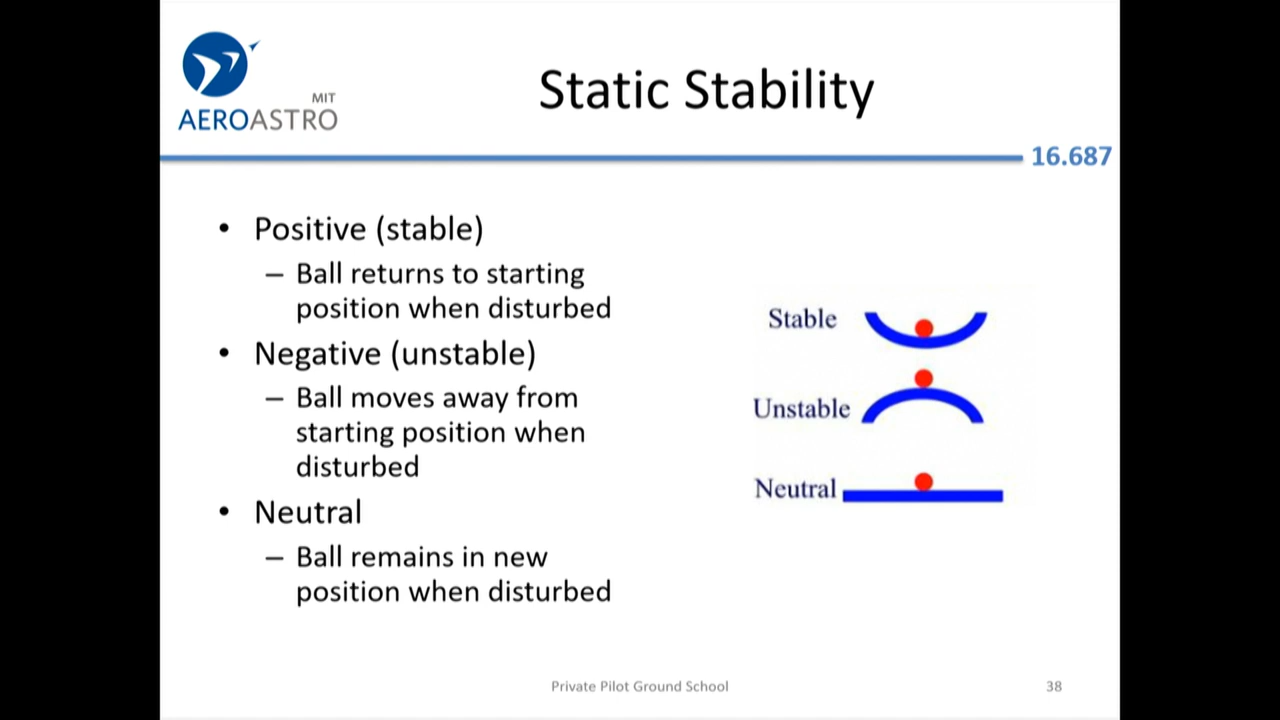 MIT
AEROASTRO
Static Stability
16.687
• Positive (stable)
– Ball returns to starting
position when disturbed
• Negative (unstable)
– Ball moves away from
starting position when
disturbed
• Neutral
– Ball remains in new
position when disturbed
Stable
Unstable
Neutral
Private Pilot Ground School
38